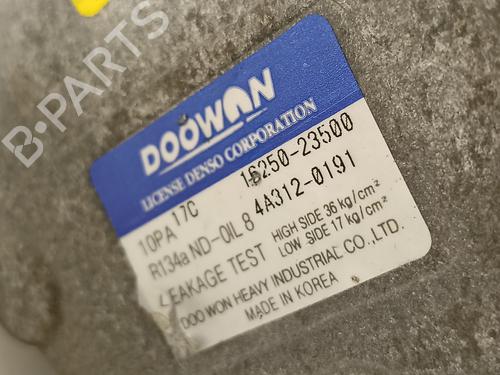 B-PARTS
DOOWON
LICENSE DENSO CORPORATION
10PA 17C 16250-23500
R134a ND-OIL 8 4A312-0191
LEAKAGE TEST HIGH SIDE 36 kg/cm²
LOW SIDE 17 kg/cm²
DOO WON HEAVY INDUSTRIAL CO.,LTD.
MADE IN KOREA